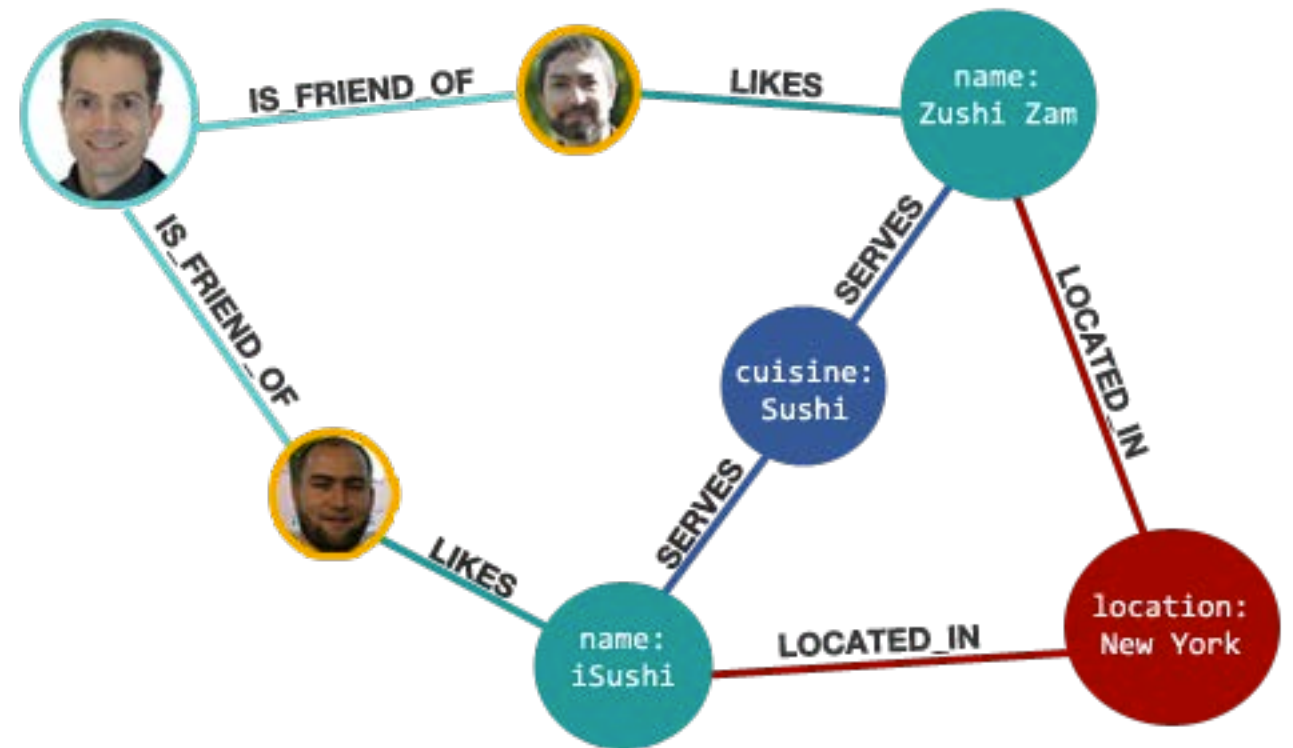 IS_FRIEND_OF
LIKES
name:
Zushi Zam
IS_FRIEND_OF
SERVES
LOCATED_IN
cuisine:
Sushi
SERVES
LIKES
name:
iSushi
LOCATED_IN
location:
New York